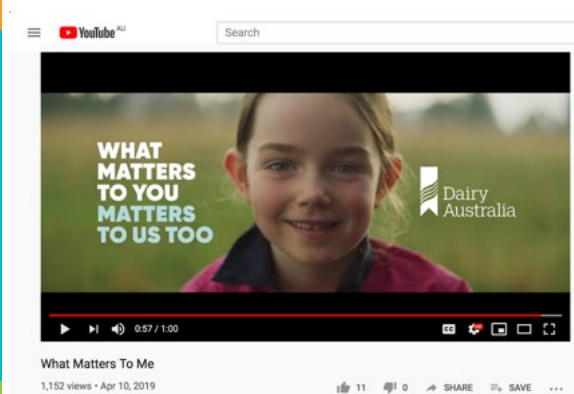 YouTube AU
Search
WHAT
MATTERS
TO YOU
MATTERS
TO US TOO
Dairy
Australia
0:57 / 1:00
CC
What Matters To Me
1,152 views • Apr 10, 2019
11
0
SHARE
SAVE